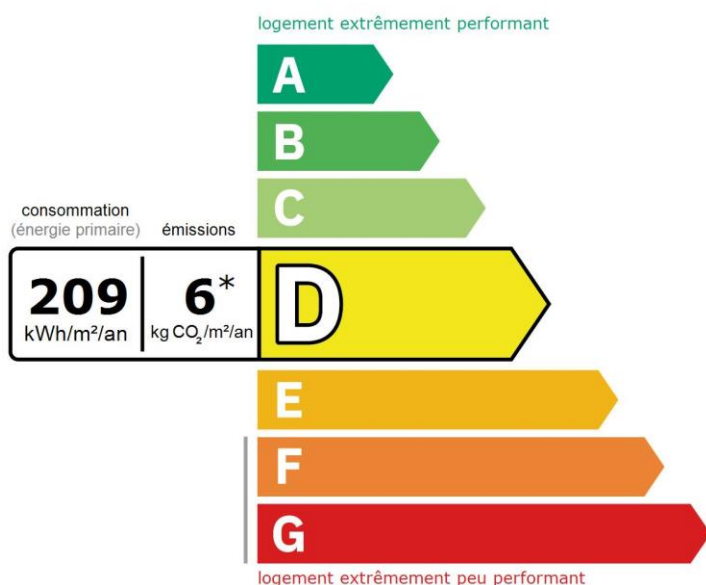 logement extrêmement performant
A
B
C
consommation
(énergie primaire)
émissions
209
kWh/m²/an
6*
kg CO₂/m²/an
D
E
F
G
logement extrêmement peu performant